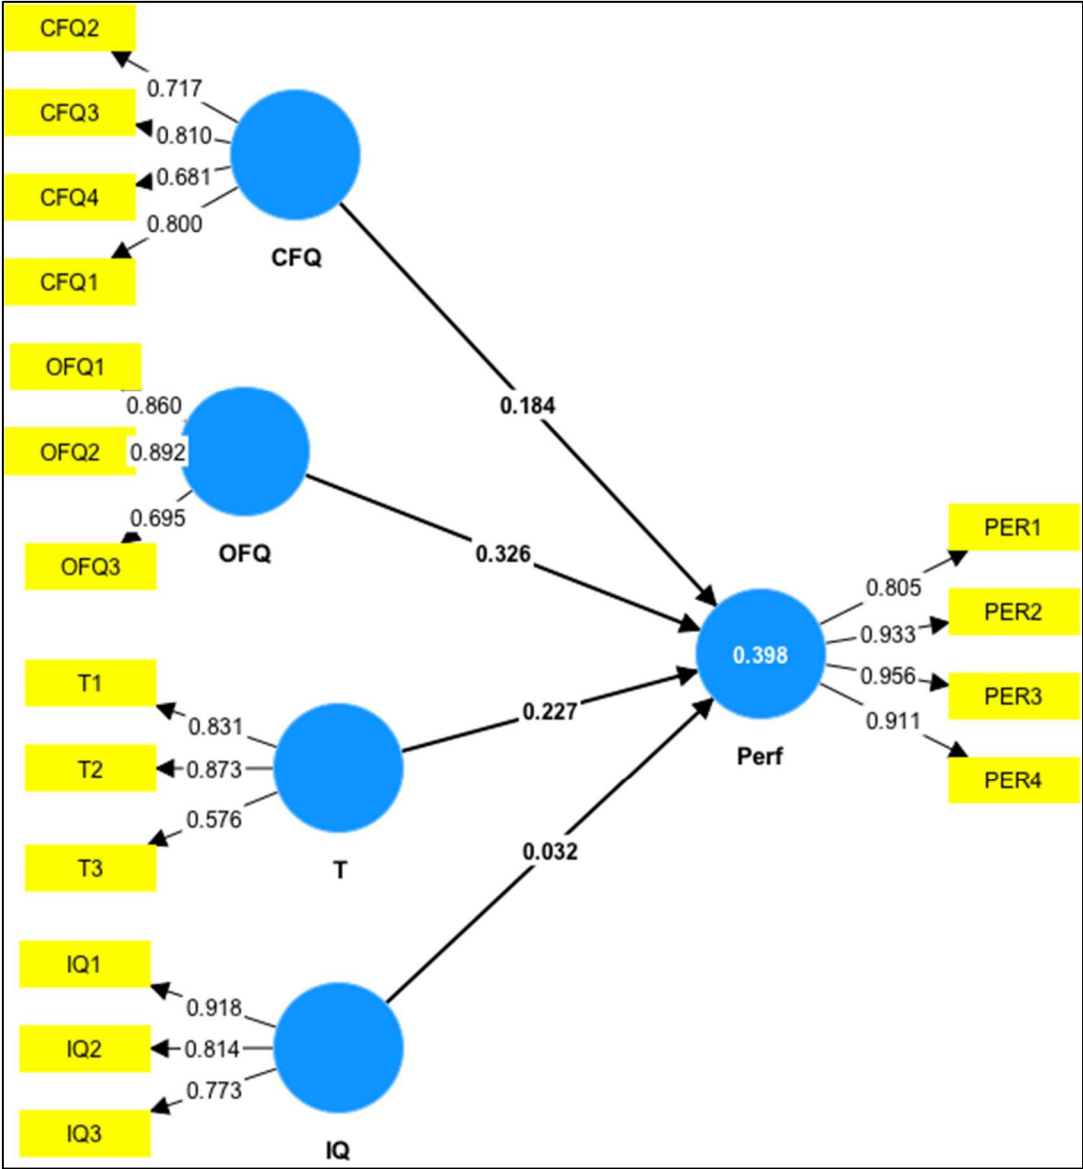 CFQ2
0.717
CFQ3
0.810
CFQ4
0.681
0.800
CFQ1
CFQ
OFQ1
0.860
OFQ2
0.892
0.695
OFQ3
OFQ
T1
0.831
T2
0.873
0.576
T3
T
IQ1
0.918
IQ2
0.814
0.773
IQ3
IQ
0.184
0.326
0.227
0.032
0.398
Perf
PER1
0.805
PER2
0.933
0.956
PER3
0.911
PER4